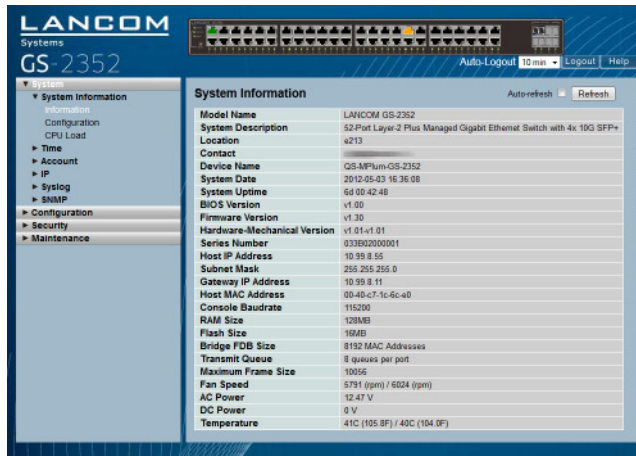 LANCOM
Systems
GS-2352
Auto-Logout 10 min Logout Help
System
System Information
Information
Configuration
CPU Load
Time
Account
IP
Syslog
SNMP
Configuration
Security
Maintenance
System Information
Auto-refresh Refresh
Model Name LANCOM GS-2352
System Description 52-Port Layer-2 Plus Managed Gigabit Ethernet Switch with 4x 10G SFP+
Location a213
Contact
Device Name QS-MPlum-GS-2352
System Date 2012-05-03 16:36:08
System Uptime 6d 00:42:48
BIOS Version v1.00
Firmware Version v1.30
Hardware-Mechanical Version v1.01-v1.01
Series Number 033B02000001
Host IP Address 10.99.8.55
Subnet Mask 255.255.255.0
Gateway IP Address 10.99.8.11
Host MAC Address 00-40-c7-1c-6c-e0
Console Baudrate 115200
RAM Size 128MB
Flash Size 16MB
Bridge FDB Size 8192 MAC Addresses
Transmit Queue 8 queues per port
Maximum Frame Size 10056
Fan Speed 5791 (rpm) / 6024 (rpm)
AC Power 12.47 V
DC Power 0 V
Temperature 41C (105.8F) / 40C (104.0F)